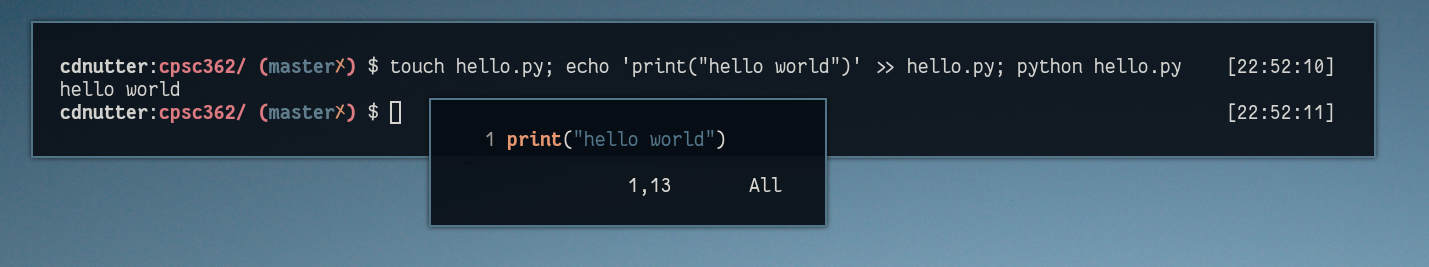 cdnutter:cpsc362/ (master✗) $ touch hello.py; echo 'print("hello world")' >> hello.py; python hello.py [22:52:10]
hello world
cdnutter:cpsc362/ (master✗) $ [22:52:11]
1 print("hello world")
~
1,13 All